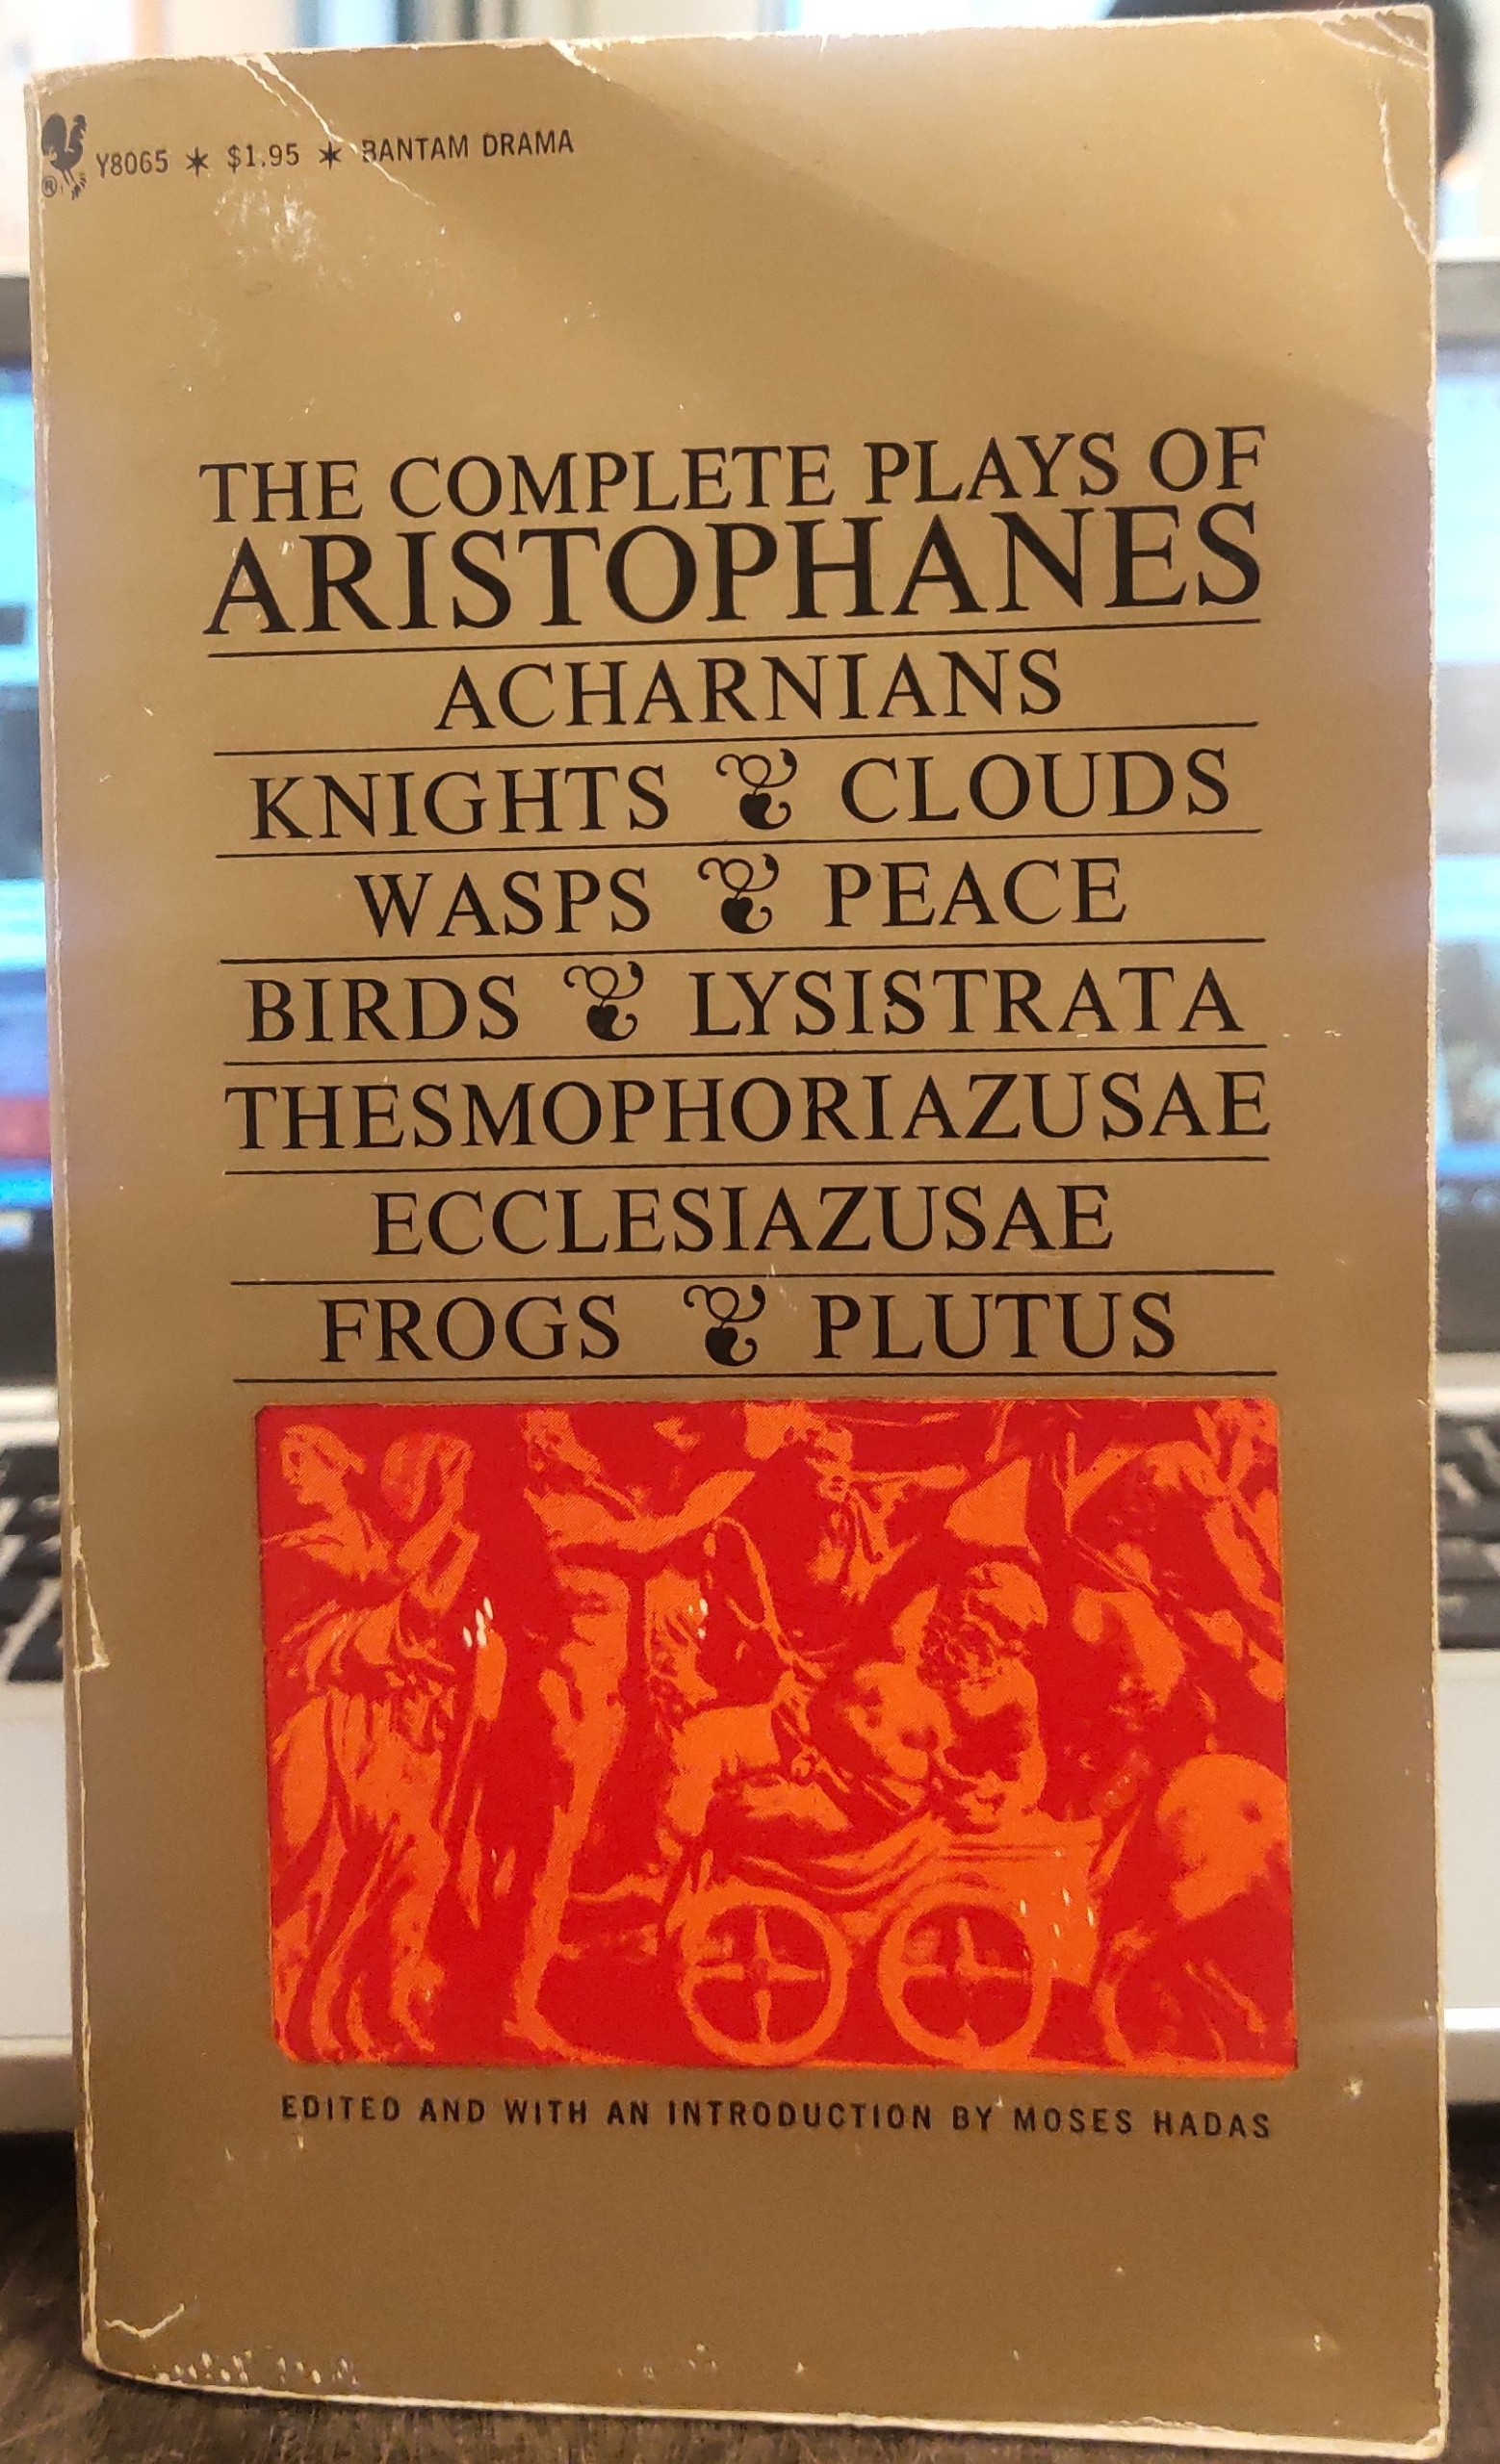 ® Y8065 * $1.95 * BANTAM DRAMA
THE COMPLETE PLAYS OF
ARISTOPHANES
ACHARNIANS
KNIGHTS ❦ CLOUDS
WASPS ❦ PEACE
BIRDS ❦ LYSISTRATA
THESMOPHORIAZUSAE
ECCLESIAZUSAE
FROGS ❦ PLUTUS
EDITED AND WITH AN INTRODUCTION BY MOSES HADAS